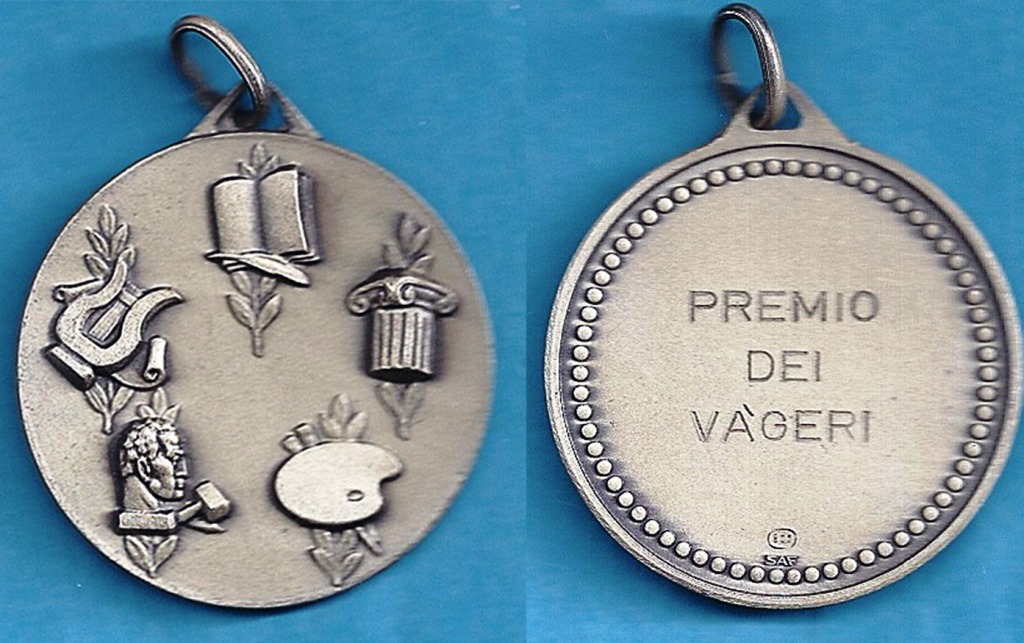 PREMIO
DEI
VÀGERI
SAF